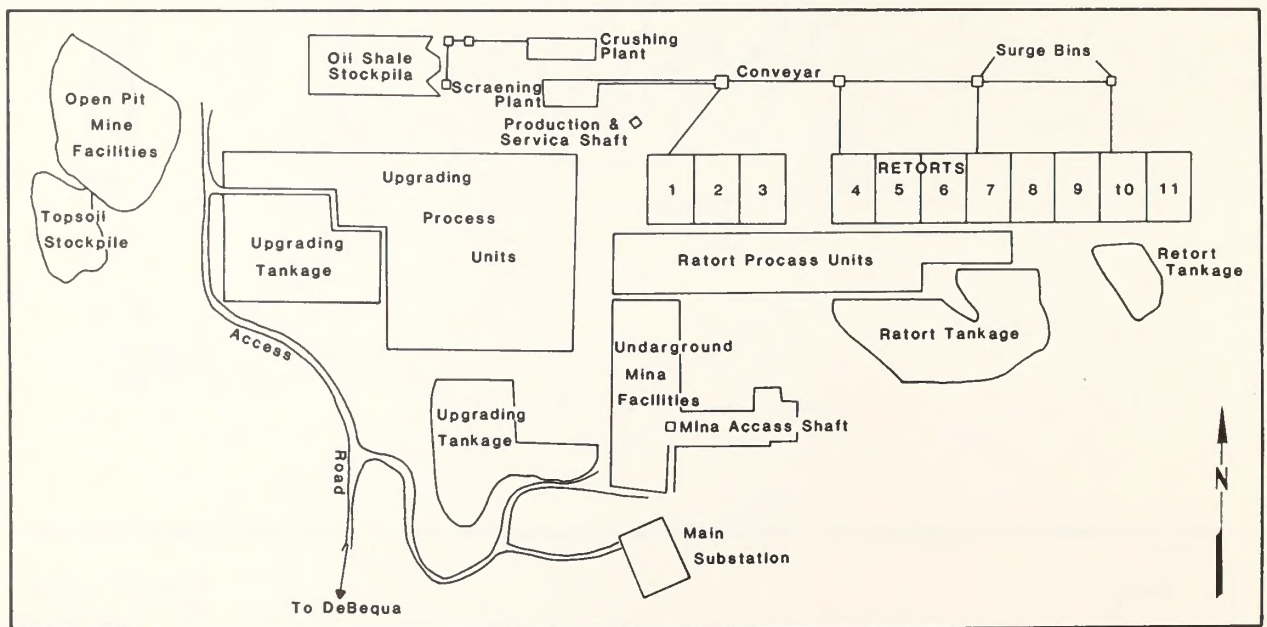 Oil Shale
Stockpila
Crushing
Plant
Surge Bins
Conveyar
Scraening
Plant
Open Pit
Mine
Facilities
Production &
Servica Shaft
RETORTS
1 2 3 4 5 6 7 8 9 t0 11
Upgrading
Process
Units
Topsoil
Stockpile
Upgrading
Tankage
Ratort Procass Units
Retort
Tankage
Ratort Tankage
Access
Road
Undarground
Mina
Facilities
Upgrading
Tankage
Mina Accass Shaft
N
Main
Substation
To DeBequa